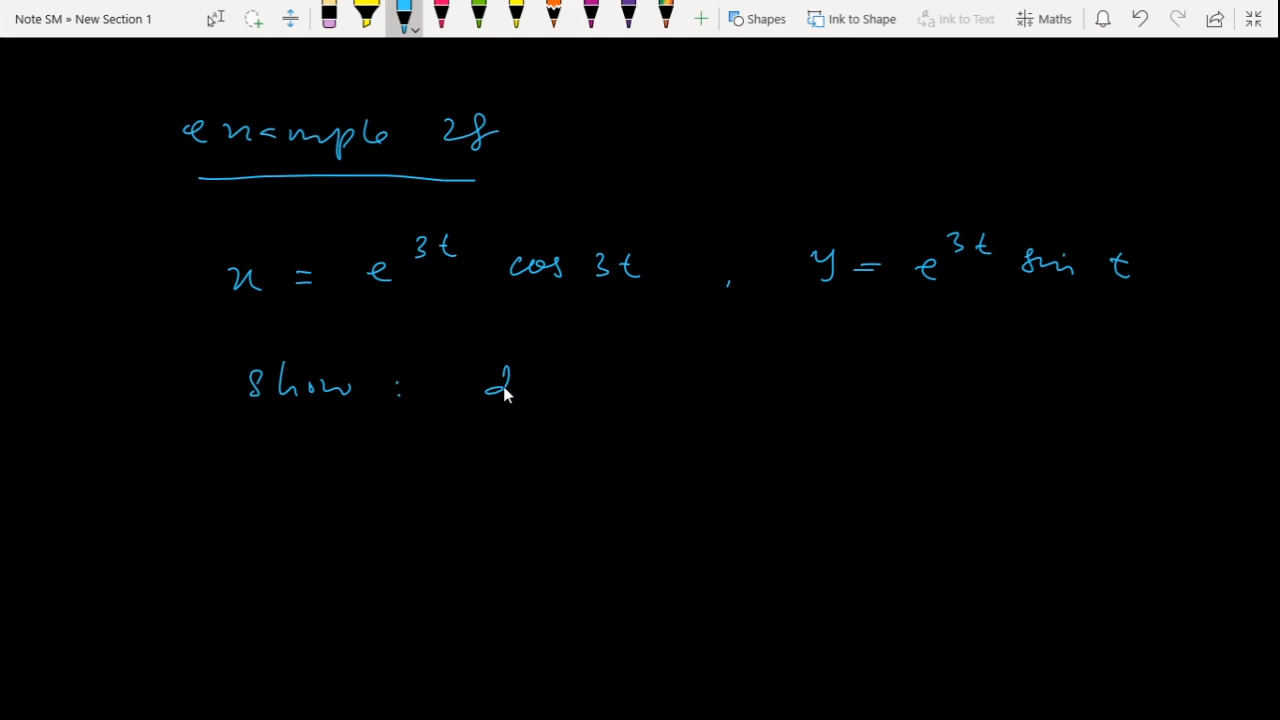 Note SM » New Section 1 Shapes Ink to Shape Ink to Text Maths
example 28
x = e^{3t} cos 3t , y = e^{3t} sin t
show : d